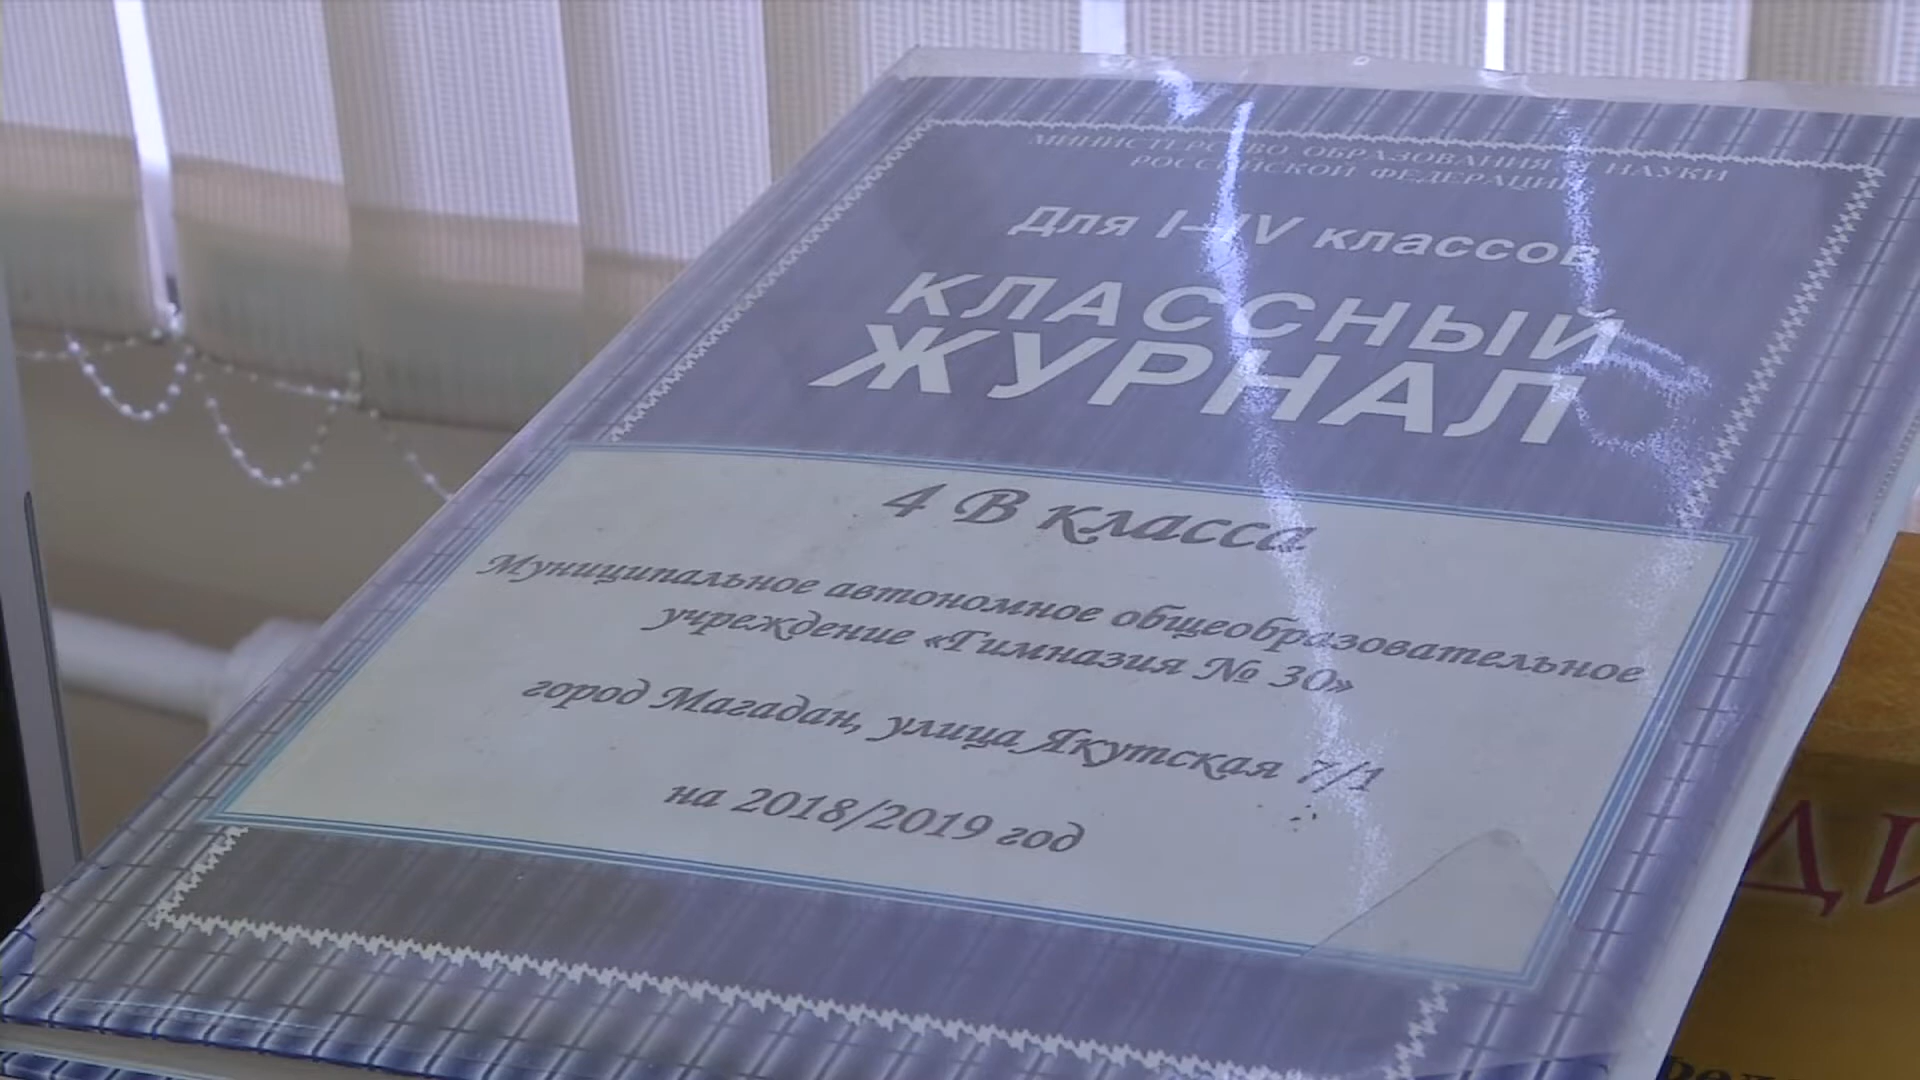 МИНИСТЕРСТВО ОБРАЗОВАНИЯ И НАУКИ
РОССИЙСКОЙ ФЕДЕРАЦИИ
Для I–IV классов
КЛАССНЫЙ
ЖУРНАЛ
4 В класса
Муниципальное автономное общеобразовательное
учреждение «Гимназия № 30»
город Магадан, улица Якутская 7/1
на 2018/2019 год